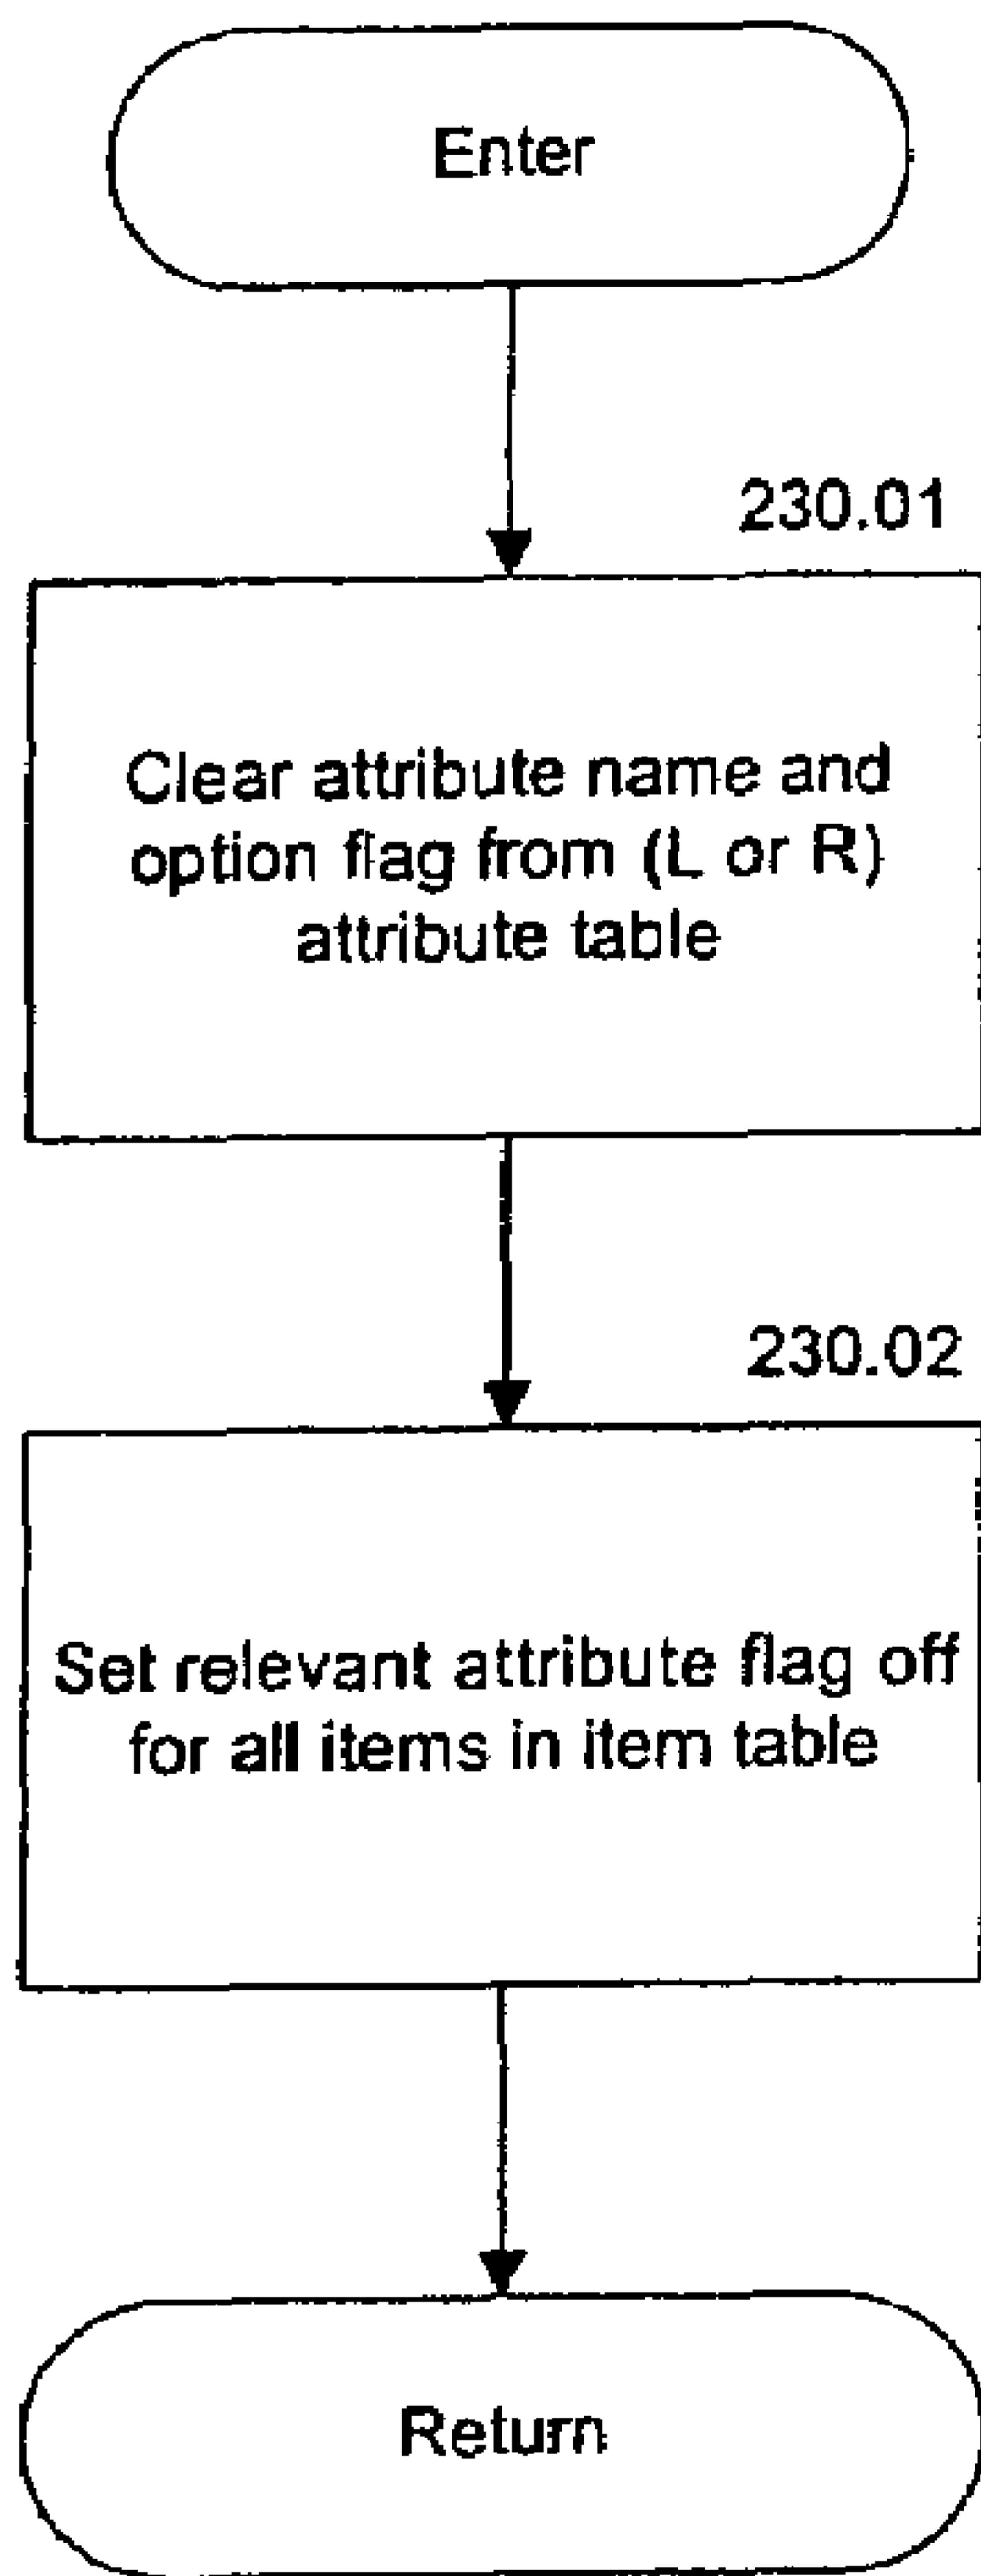 Enter
230.01
Clear attribute name and
option flag from (L or R)
attribute table
230.02
Set relevant attribute flag off
for all items in item table
Return